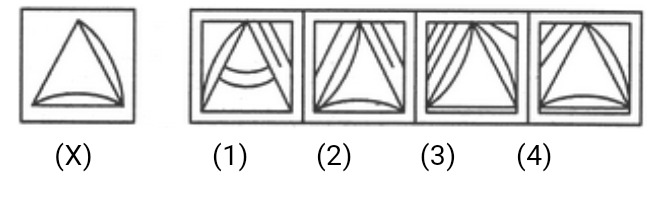 (X) (1) (2) (3) (4)